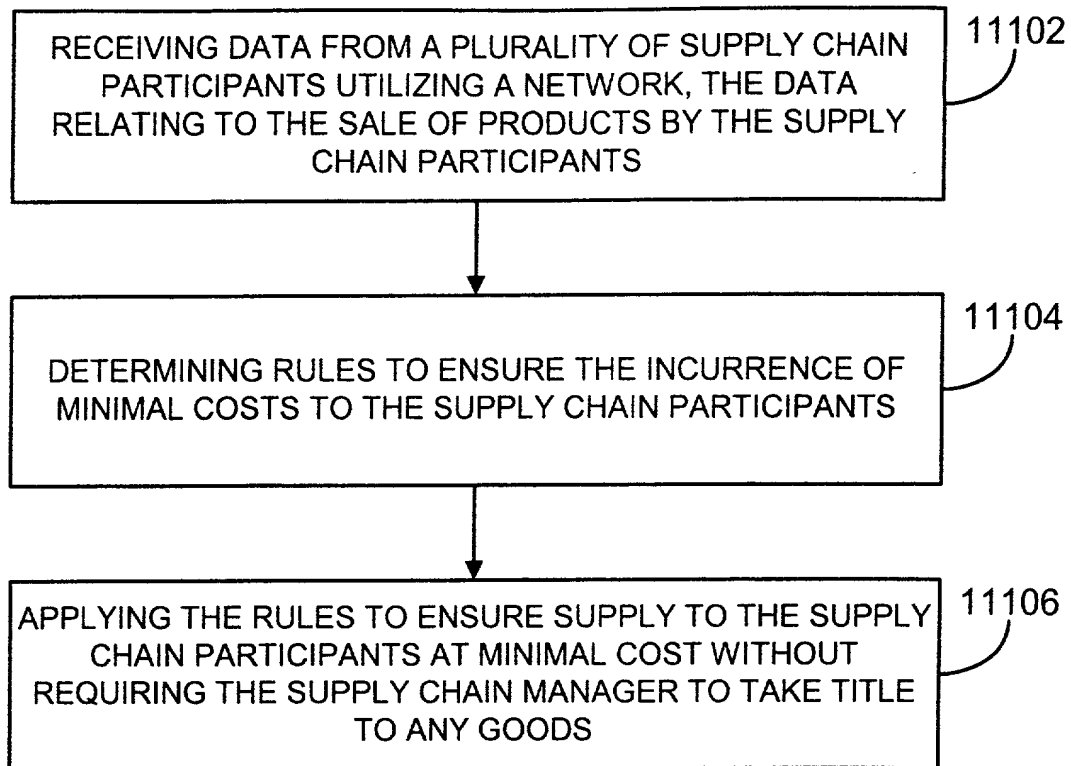 RECEIVING DATA FROM A PLURALITY OF SUPPLY CHAIN
PARTICIPANTS UTILIZING A NETWORK, THE DATA
RELATING TO THE SALE OF PRODUCTS BY THE SUPPLY
CHAIN PARTICIPANTS
11102
DETERMINING RULES TO ENSURE THE INCURRENCE OF
MINIMAL COSTS TO THE SUPPLY CHAIN PARTICIPANTS
11104
APPLYING THE RULES TO ENSURE SUPPLY TO THE SUPPLY
CHAIN PARTICIPANTS AT MINIMAL COST WITHOUT
REQUIRING THE SUPPLY CHAIN MANAGER TO TAKE TITLE
TO ANY GOODS
11106